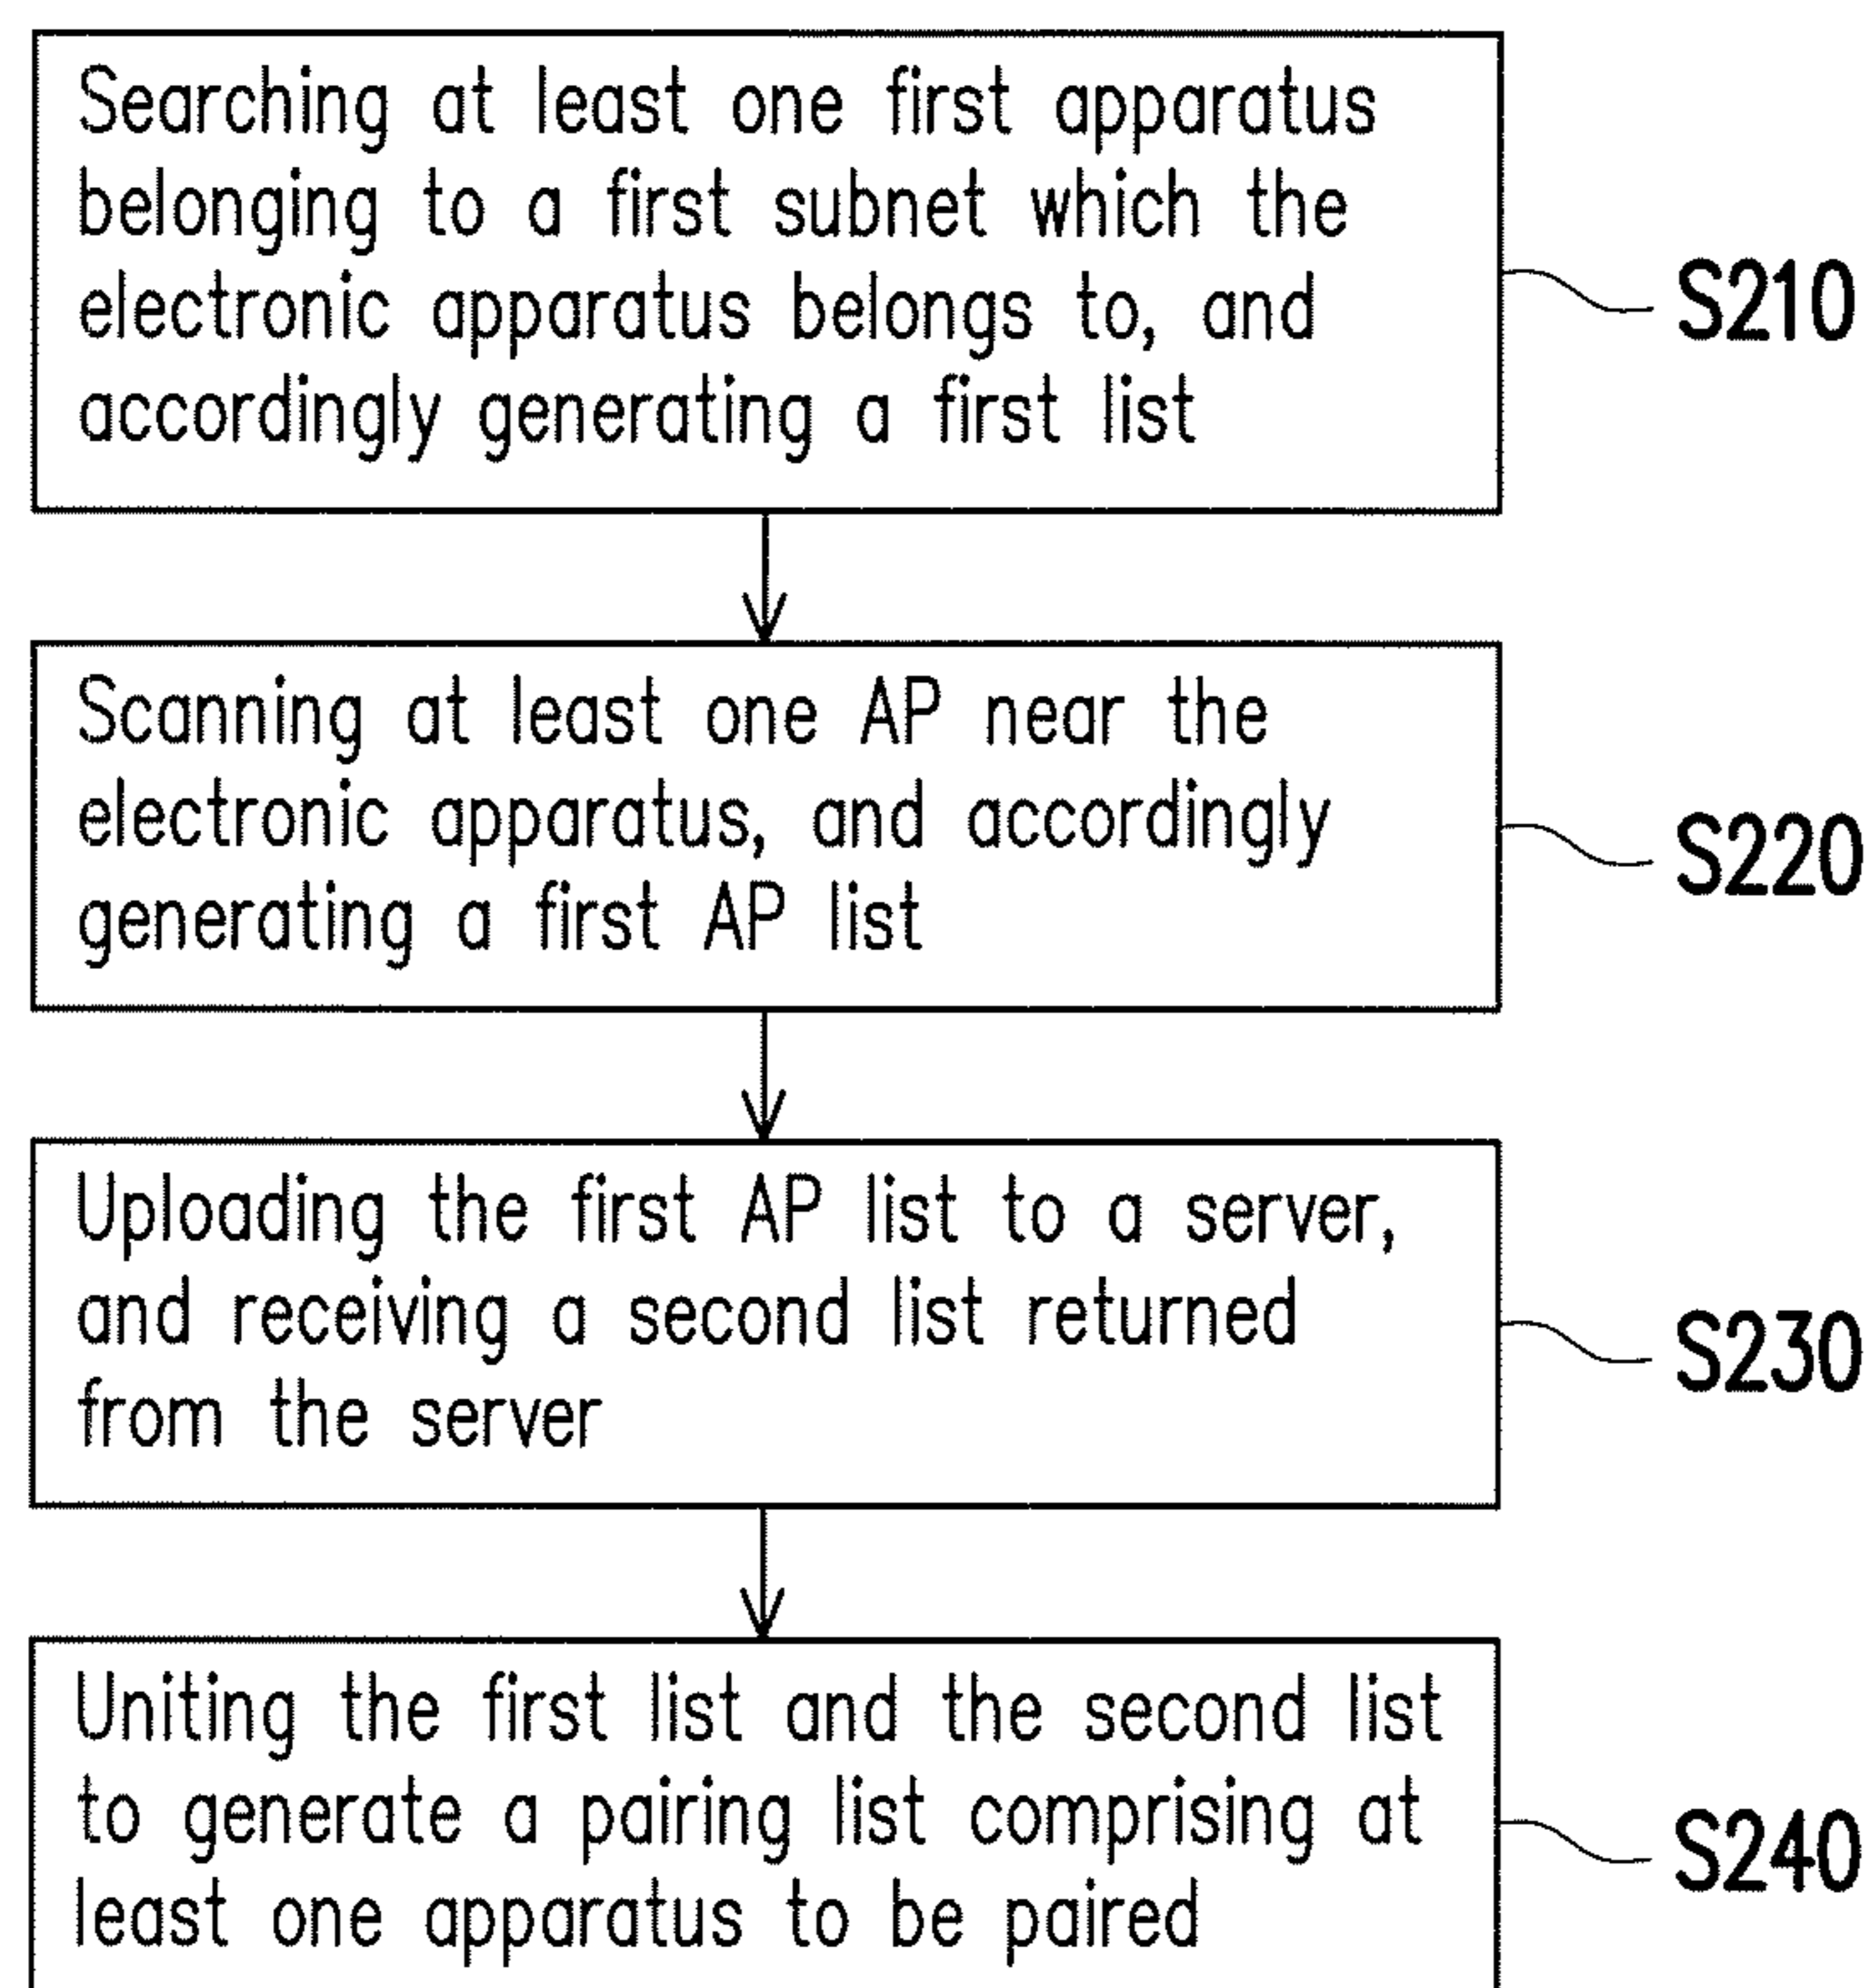 Searching at least one first apparatus
belonging to a first subnet which the
electronic apparatus belongs to, and
accordingly generating a first list
S210
Scanning at least one AP near the
electronic apparatus, and accordingly
generating a first AP list
S220
Uploading the first AP list to a server,
and receiving a second list returned
from the server
S230
Uniting the first list and the second list
to generate a pairing list comprising at
least one apparatus to be paired
S240